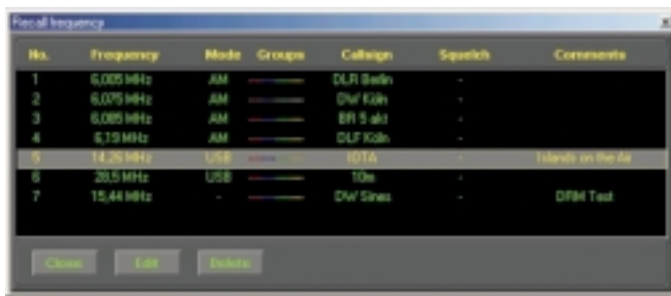 Recall frequency
No. Frequency Mode Groups Callsign Squelch Comments
1 6,005 MHz AM DLR Berlin -
2 6,075 MHz AM DW Köln -
3 6,085 MHz AM BR 5 akt -
4 6,19 MHz AM DLF Köln -
5 14,26 MHz USB IOTA - Islands on the Air
6 28,5 MHz USB 10m -
7 15,44 MHz - DW Sines - DRM Test
Close Edit Delete